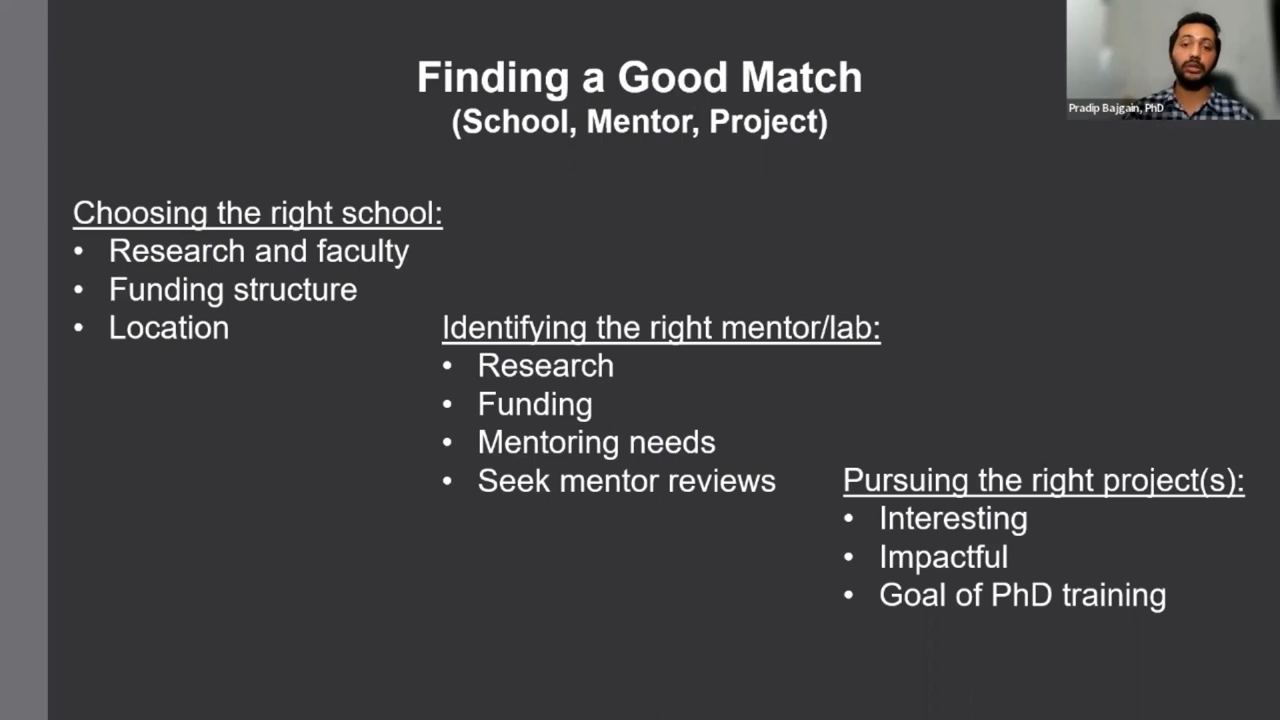 Finding a Good Match
(School, Mentor, Project)
Pradip Bajgain, PhD
Choosing the right school:
• Research and faculty
• Funding structure
• Location
Identifying the right mentor/lab:
• Research
• Funding
• Mentoring needs
• Seek mentor reviews
Pursuing the right project(s):
• Interesting
• Impactful
• Goal of PhD training